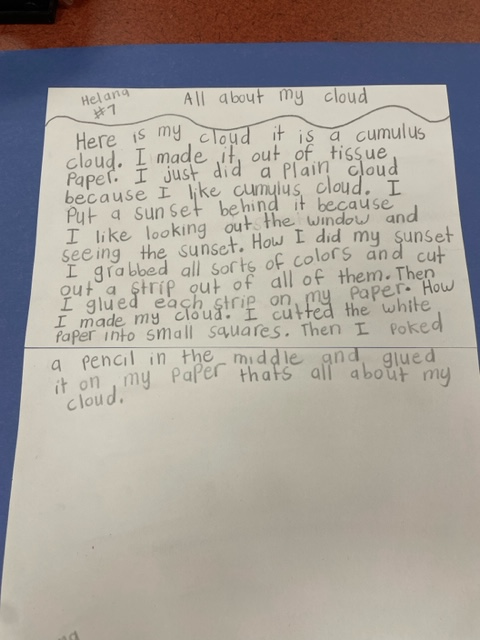 Helana
#7
All about my cloud
Here is my cloud it is a cumulus
cloud. I made it out of tissue
Paper. I just did a Plain cloud
because I like cumulus cloud. I
Put a sunset behind it because
I like looking out the window and
seeing the sunset. How I did my sunset
I grabbed all sorts of colors and cut
out a strip out of all of them. Then
I glued each strip on my Paper. How
I made my cloud. I cutted the white
Paper into small squares. Then I Poked
a Pencil in the middle and glued
it on my PaPer thats all about my
cloud.